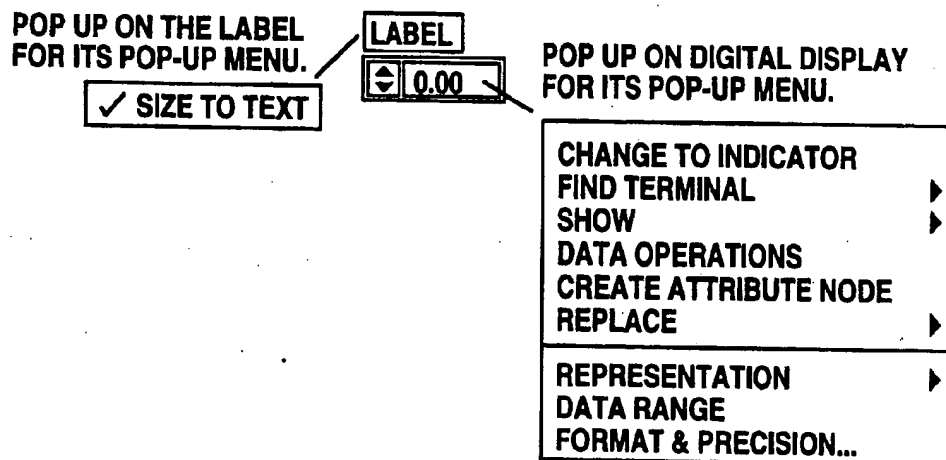 POP UP ON THE LABEL
FOR ITS POP-UP MENU.
LABEL
✓ SIZE TO TEXT
0.00
POP UP ON DIGITAL DISPLAY
FOR ITS POP-UP MENU.
CHANGE TO INDICATOR
FIND TERMINAL
SHOW
DATA OPERATIONS
CREATE ATTRIBUTE NODE
REPLACE
REPRESENTATION
DATA RANGE
FORMAT & PRECISION...